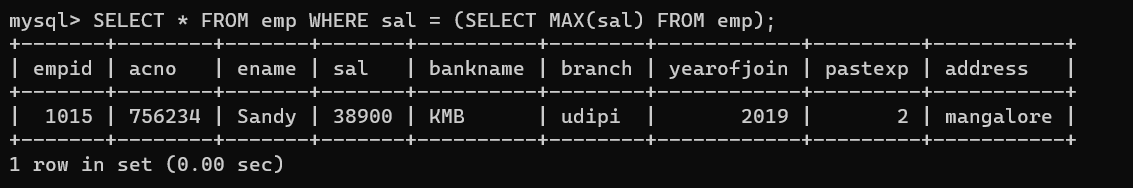 mysql> SELECT * FROM emp WHERE sal = (SELECT MAX(sal) FROM emp);
+-------+--------+-------+-------+----------+--------+------------+---------+-----------+
| empid | acno   | ename | sal   | bankname | branch | yearofjoin | pastexp | address   |
+-------+--------+-------+-------+----------+--------+------------+---------+-----------+
|  1015 | 756234 | Sandy | 38900 | KMB      | udipi  |       2019 |       2 | mangalore |
+-------+--------+-------+-------+----------+--------+------------+---------+-----------+
1 row in set (0.00 sec)